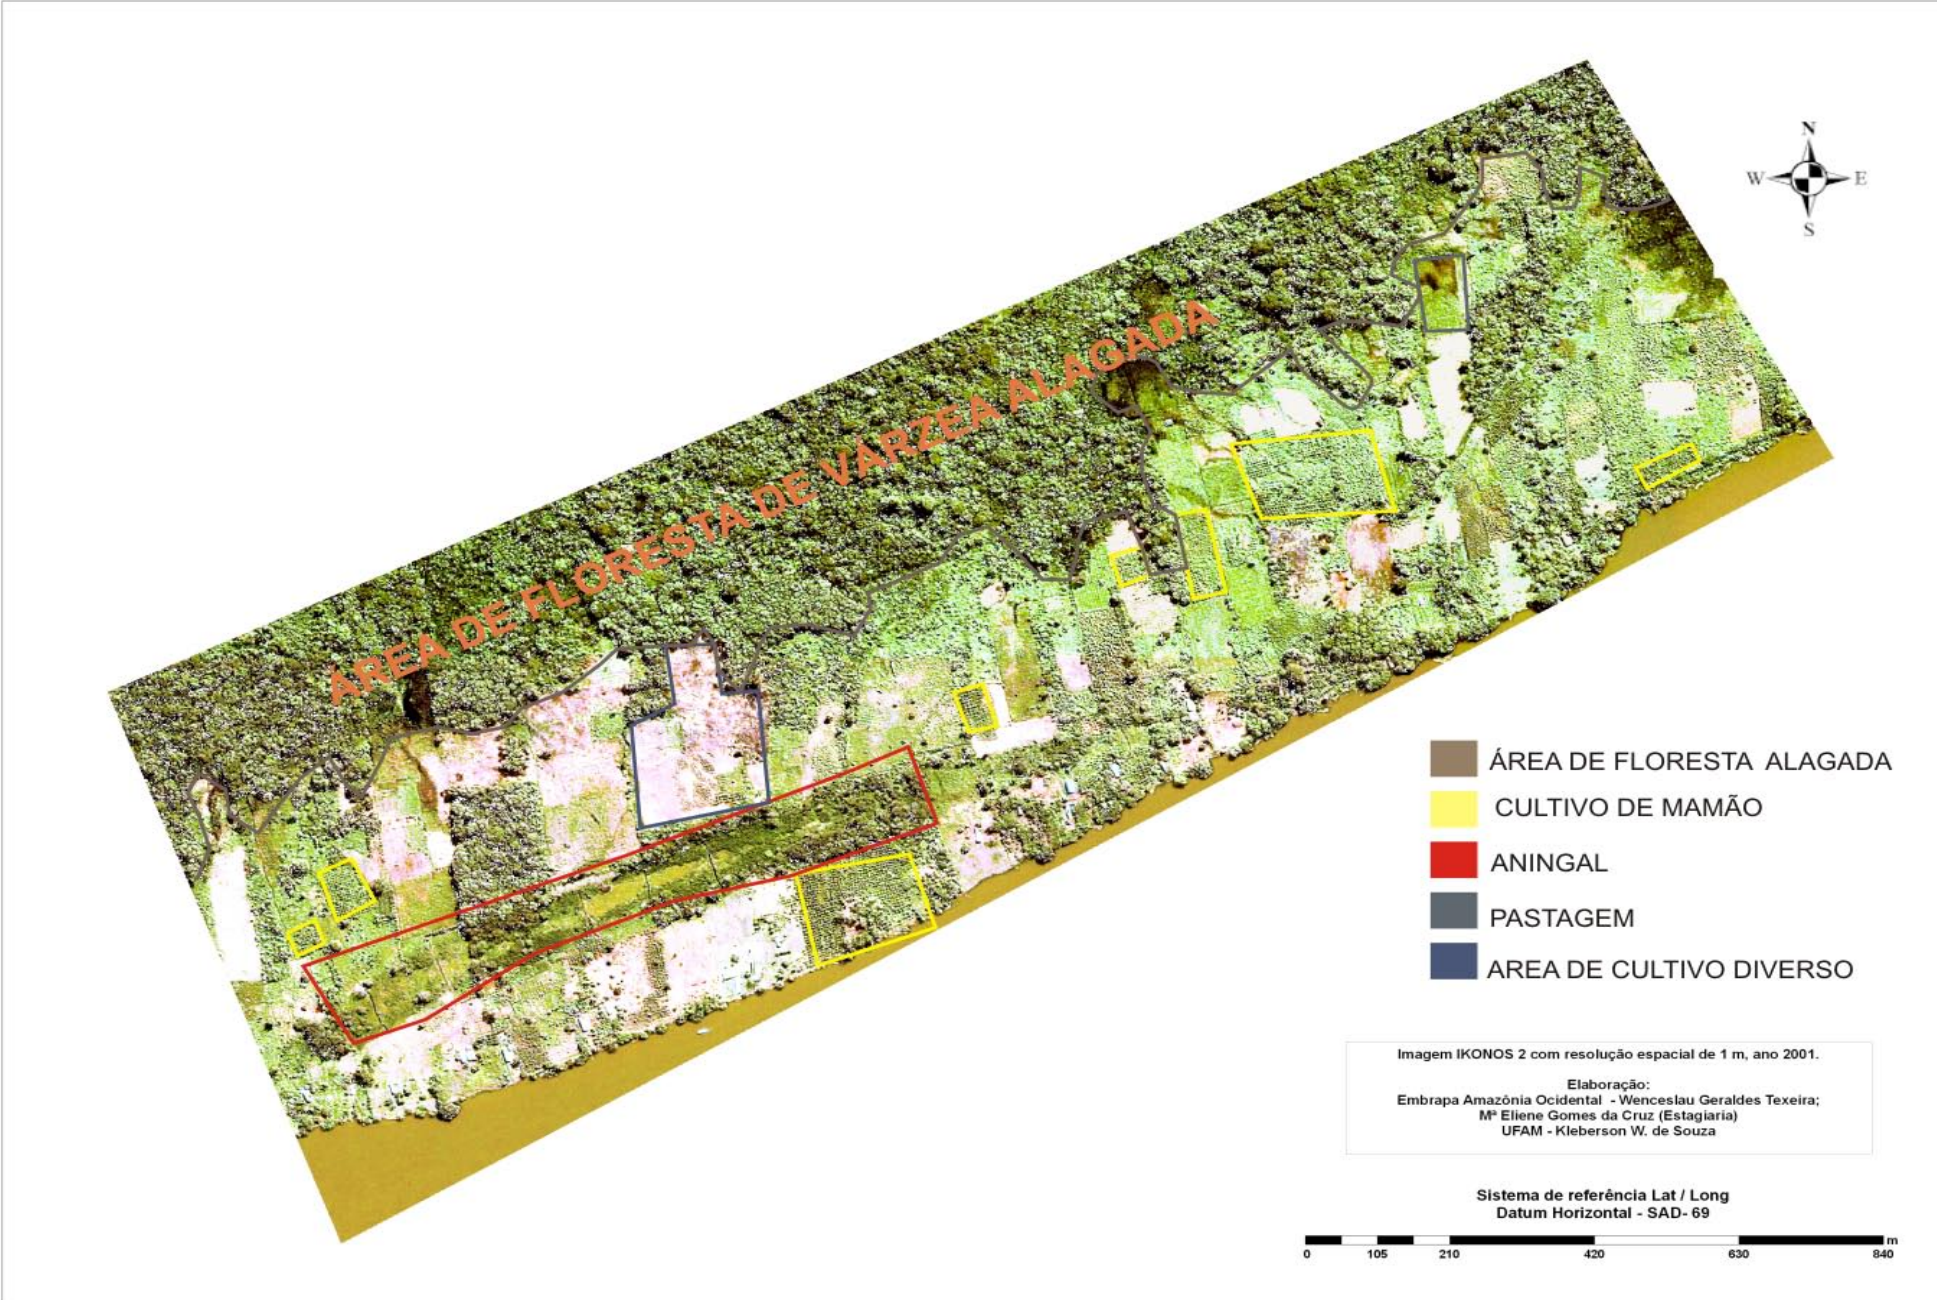 N
W E
S
ÁREA DE FLORESTA DE VÁRZEA ALAGADA
ÁREA DE FLORESTA ALAGADA
CULTIVO DE MAMÃO
ANINGAL
PASTAGEM
AREA DE CULTIVO DIVERSO
Imagem IKONOS 2 com resolução espacial de 1 m, ano 2001.
Elaboração:
Embrapa Amazônia Ocidental - Wenceslau Geraldes Texeira;
Mª Eliene Gomes da Cruz (Estagiaria)
UFAM - Kleberson W. de Souza
Sistema de referência Lat / Long
Datum Horizontal - SAD- 69
m
0 105 210 420 630 840